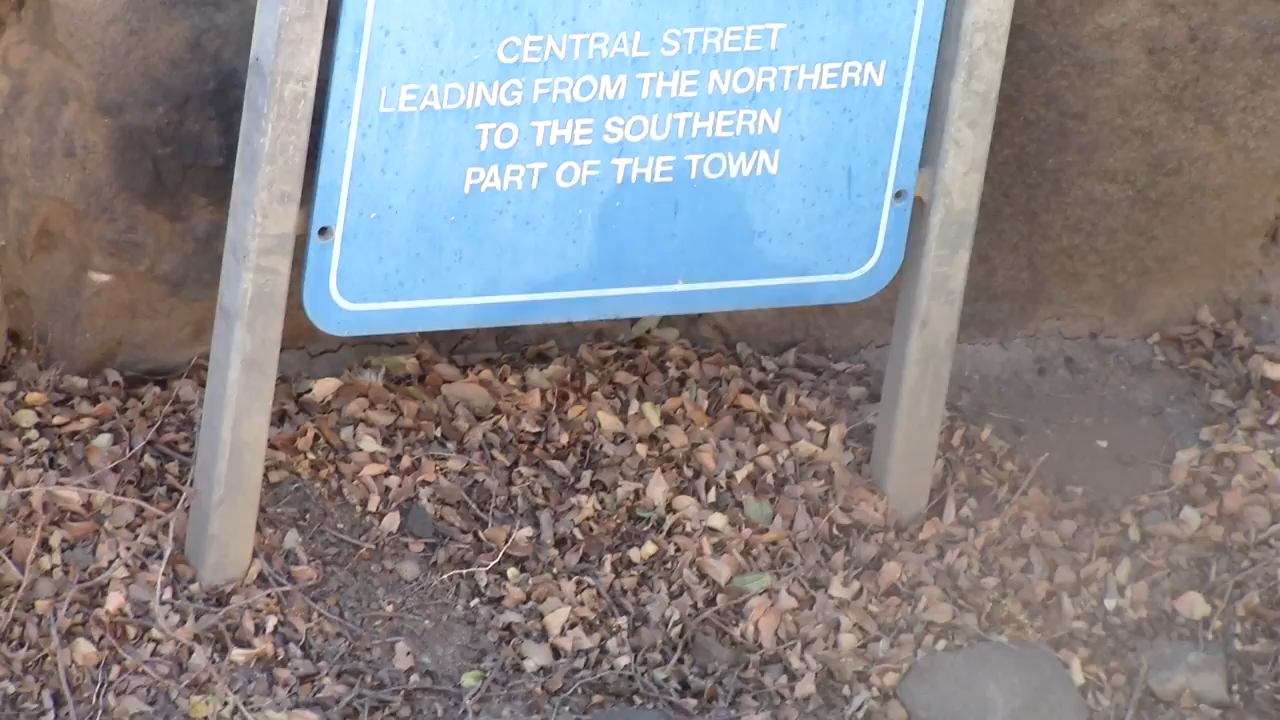 CENTRAL STREET
LEADING FROM THE NORTHERN
TO THE SOUTHERN
PART OF THE TOWN